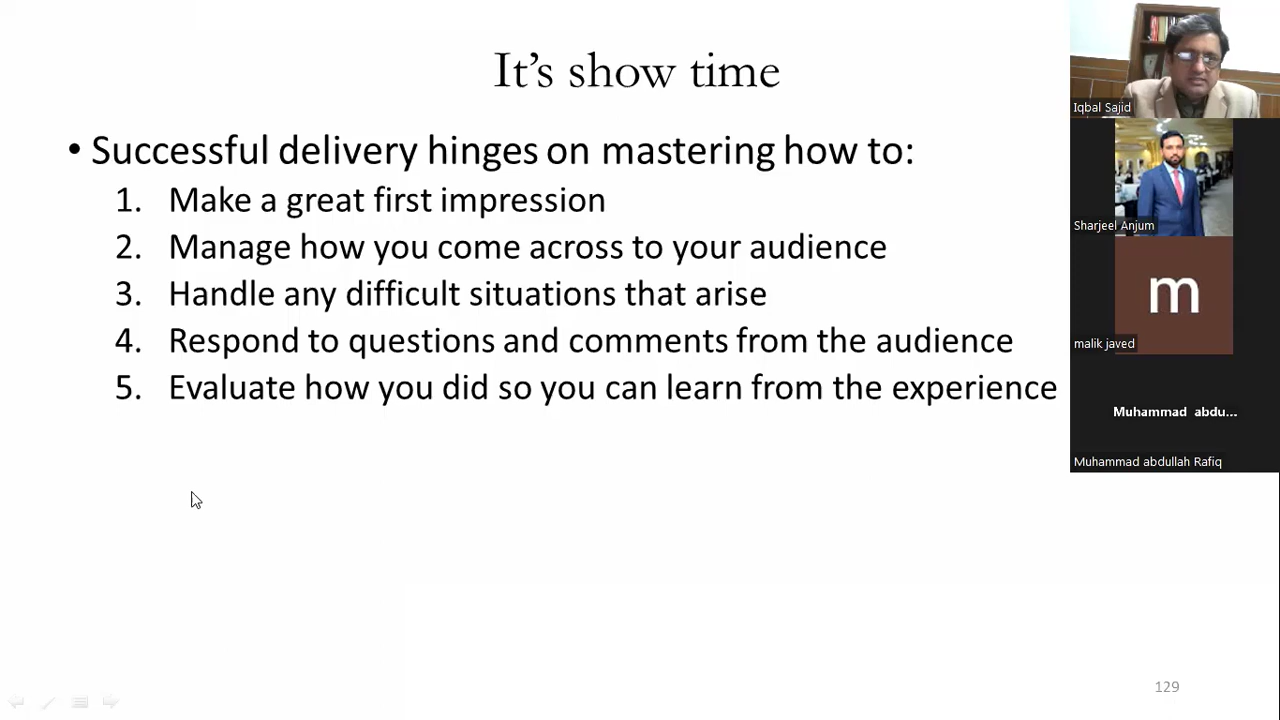 It's show time
• Successful delivery hinges on mastering how to:
1. Make a great first impression
2. Manage how you come across to your audience
3. Handle any difficult situations that arise
4. Respond to questions and comments from the audience
5. Evaluate how you did so you can learn from the experience
129
Iqbal Sajid
Sharjeel Anjum
m
malik javed
Muhammad abdu...
Muhammad abdullah Rafiq